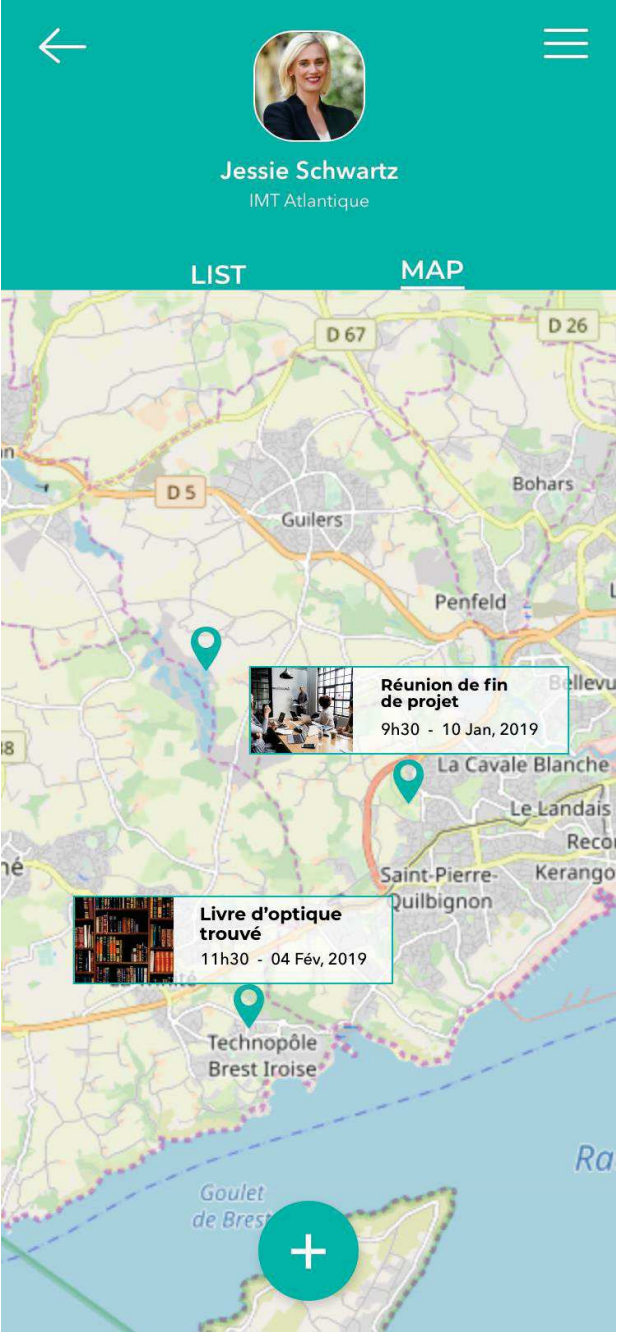 Jessie Schwartz
IMT Atlantique
LIST
MAP
D 67
D 26
D 5
Bohars
Guilers
Penfeld
Réunion de fin
de projet
9h30 - 10 Jan, 2019
La Cavale Blanche
Le Landais
Saint-Pierre-
Quilbignon
Kerango
Livre d'optique
trouvé
11h30 - 04 Fév, 2019
Technopôle
Brest Iroise
Goulet
de Brest